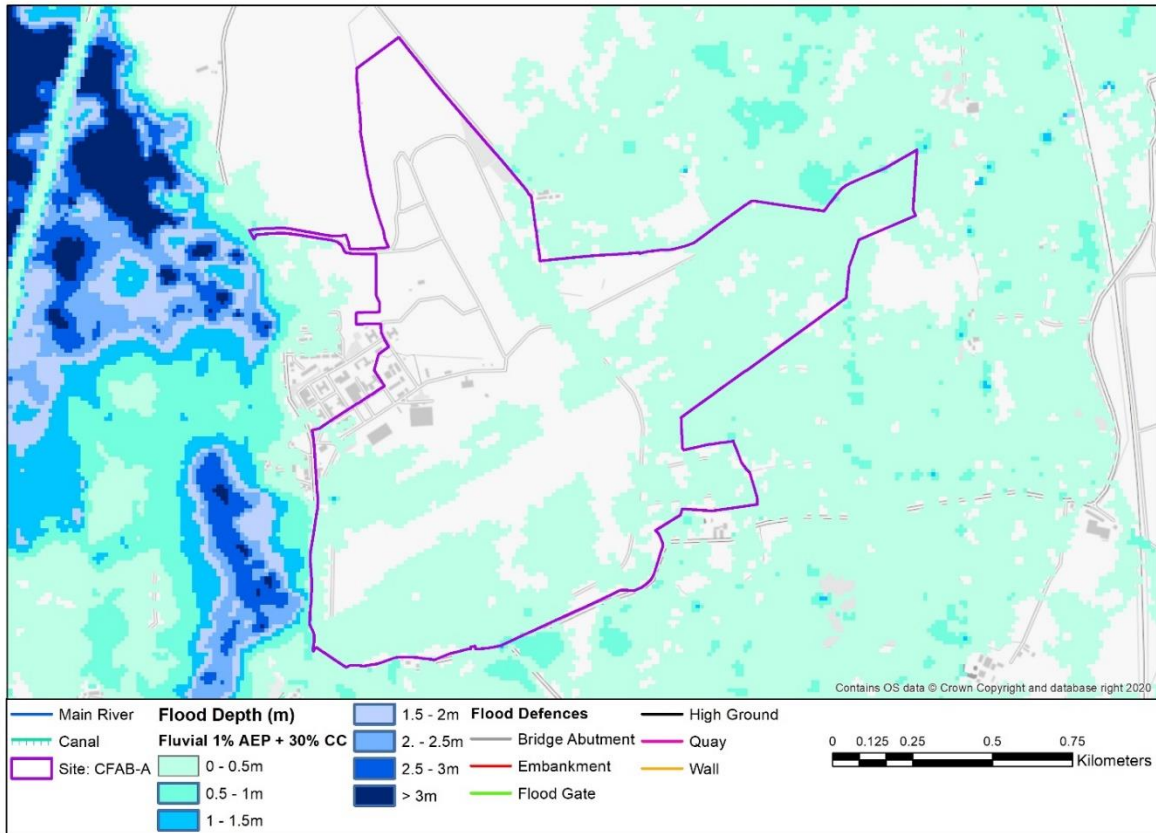 Contains OS data © Crown Copyright and database right 2020
Main River
Canal
Site: CFAB-A
Flood Depth (m)
Fluvial 1% AEP + 30% CC
0 - 0.5m
0.5 - 1m
1 - 1.5m
1.5 - 2m
2. - 2.5m
2.5 - 3m
> 3m
Flood Defences
Bridge Abutment
Embankment
Flood Gate
High Ground
Quay
Wall
0 0.125 0.25 0.5 0.75
Kilometers